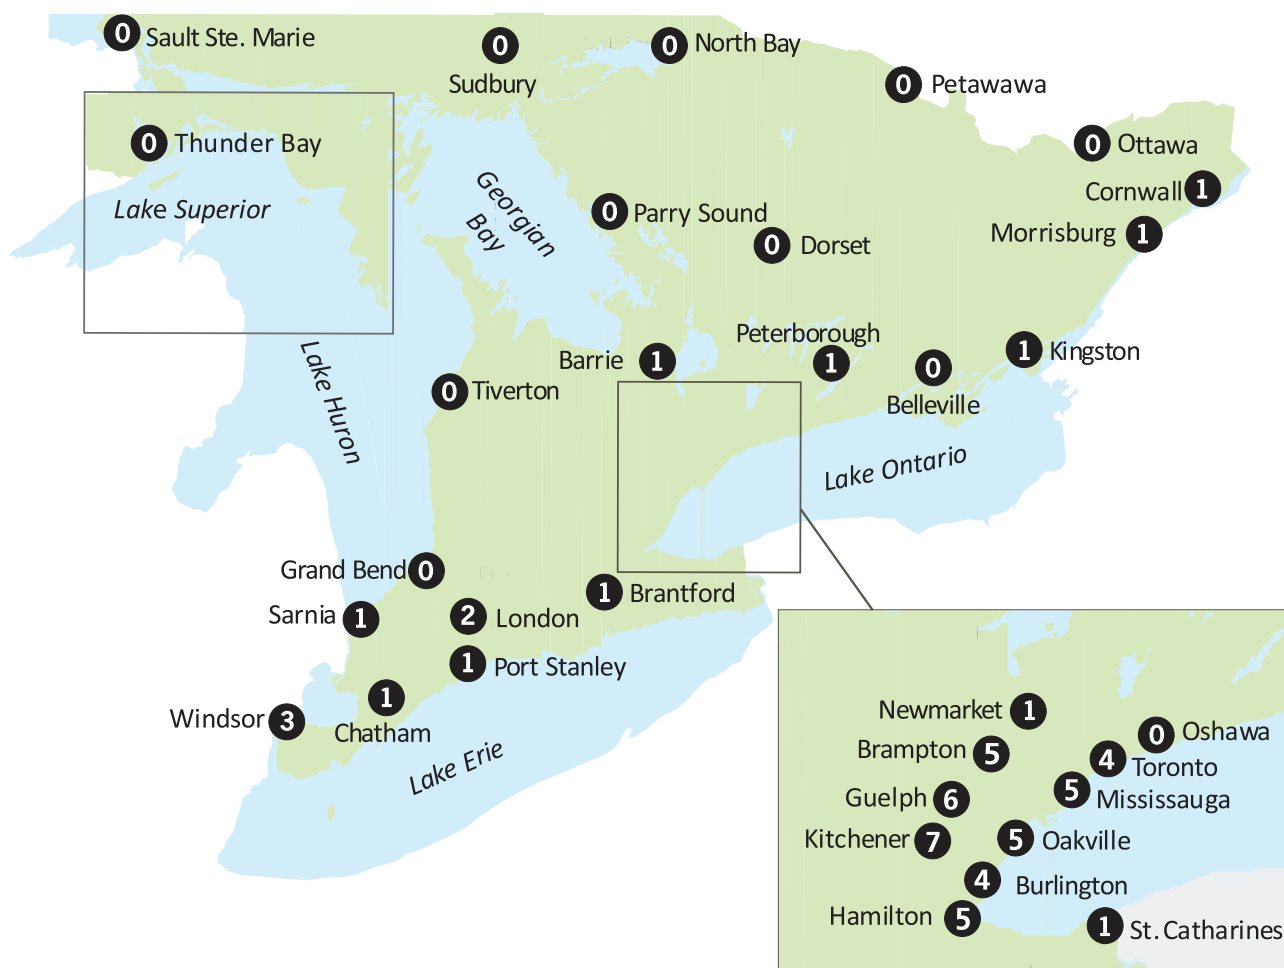 0 Sault Ste. Marie
0
Sudbury
0 North Bay
0 Petawawa
0 Thunder Bay
0 Ottawa
Cornwall 1
Lake Superior
Georgian
Bay
0 Parry Sound
0 Dorset
Morrisburg 1
Peterborough
1
Barrie 1
0
Belleville
1 Kingston
Lake Huron
0 Tiverton
Lake Ontario
Grand Bend 0
Sarnia 1
2 London
1 Brantford
1 Port Stanley
Windsor 3
1
Chatham
Lake Erie
Newmarket 1
0 Oshawa
Brampton 5
4 Toronto
5 Mississauga
Guelph 6
Kitchener 7
5 Oakville
4 Burlington
Hamilton 5
1 St. Catharines